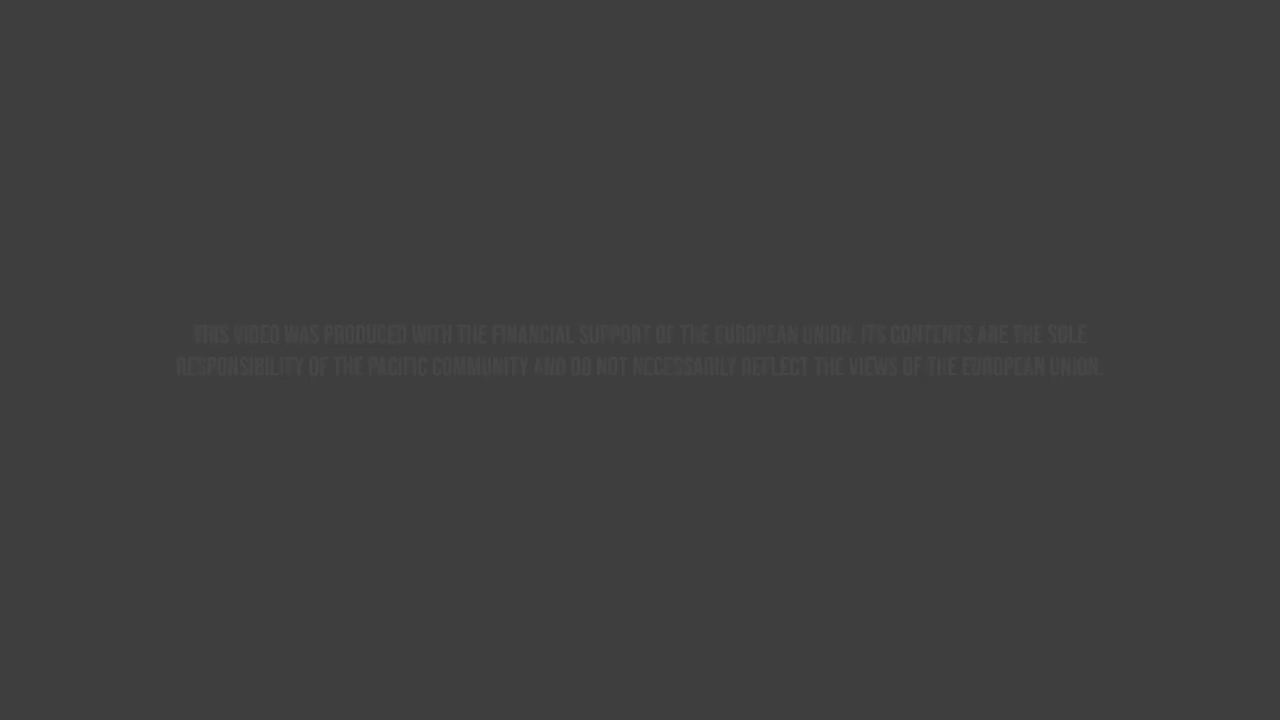 THIS VIDEO WAS PRODUCED WITH THE FINANCIAL SUPPORT OF THE EUROPEAN UNION. ITS CONTENTS ARE THE SOLE
RESPONSIBILITY OF THE PACIFIC COMMUNITY AND DO NOT NECESSARILY REFLECT THE VIEWS OF THE EUROPEAN UNION.